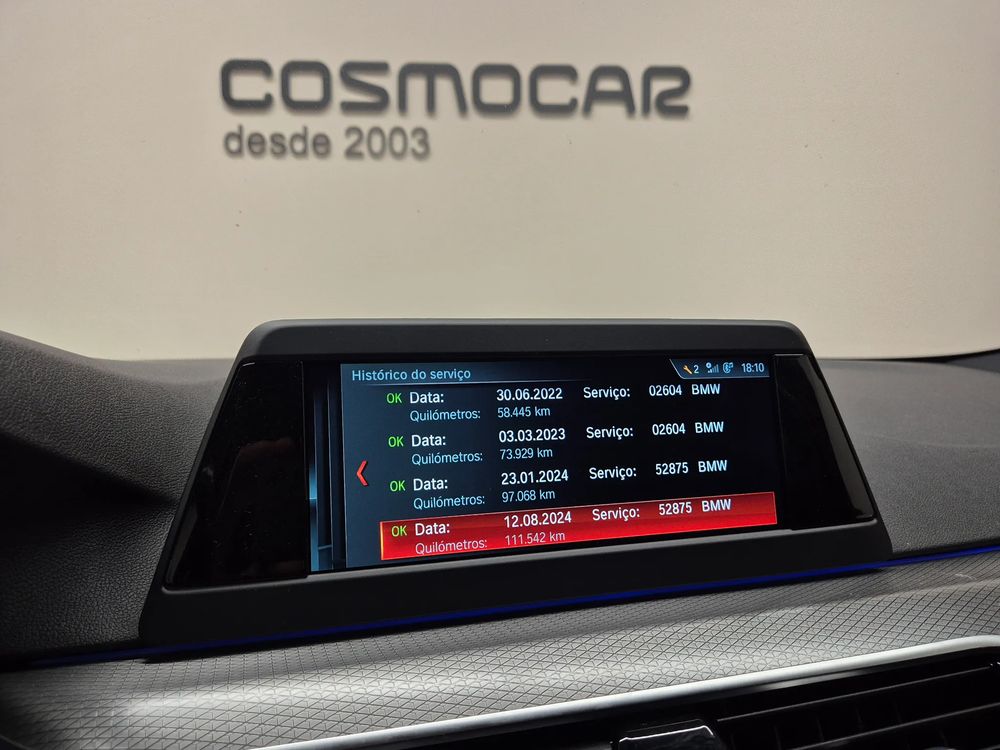 COSMOCAR
desde 2003
Histórico do serviço 2 18:10
OK Data: 30.06.2022 Serviço: 02604 BMW
Quilómetros: 58.445 km
OK Data: 03.03.2023 Serviço: 02604 BMW
Quilómetros: 73.929 km
OK Data: 23.01.2024 Serviço: 52875 BMW
Quilómetros: 97.068 km
OK Data: 12.08.2024 Serviço: 52875 BMW
Quilómetros: 111.542 km